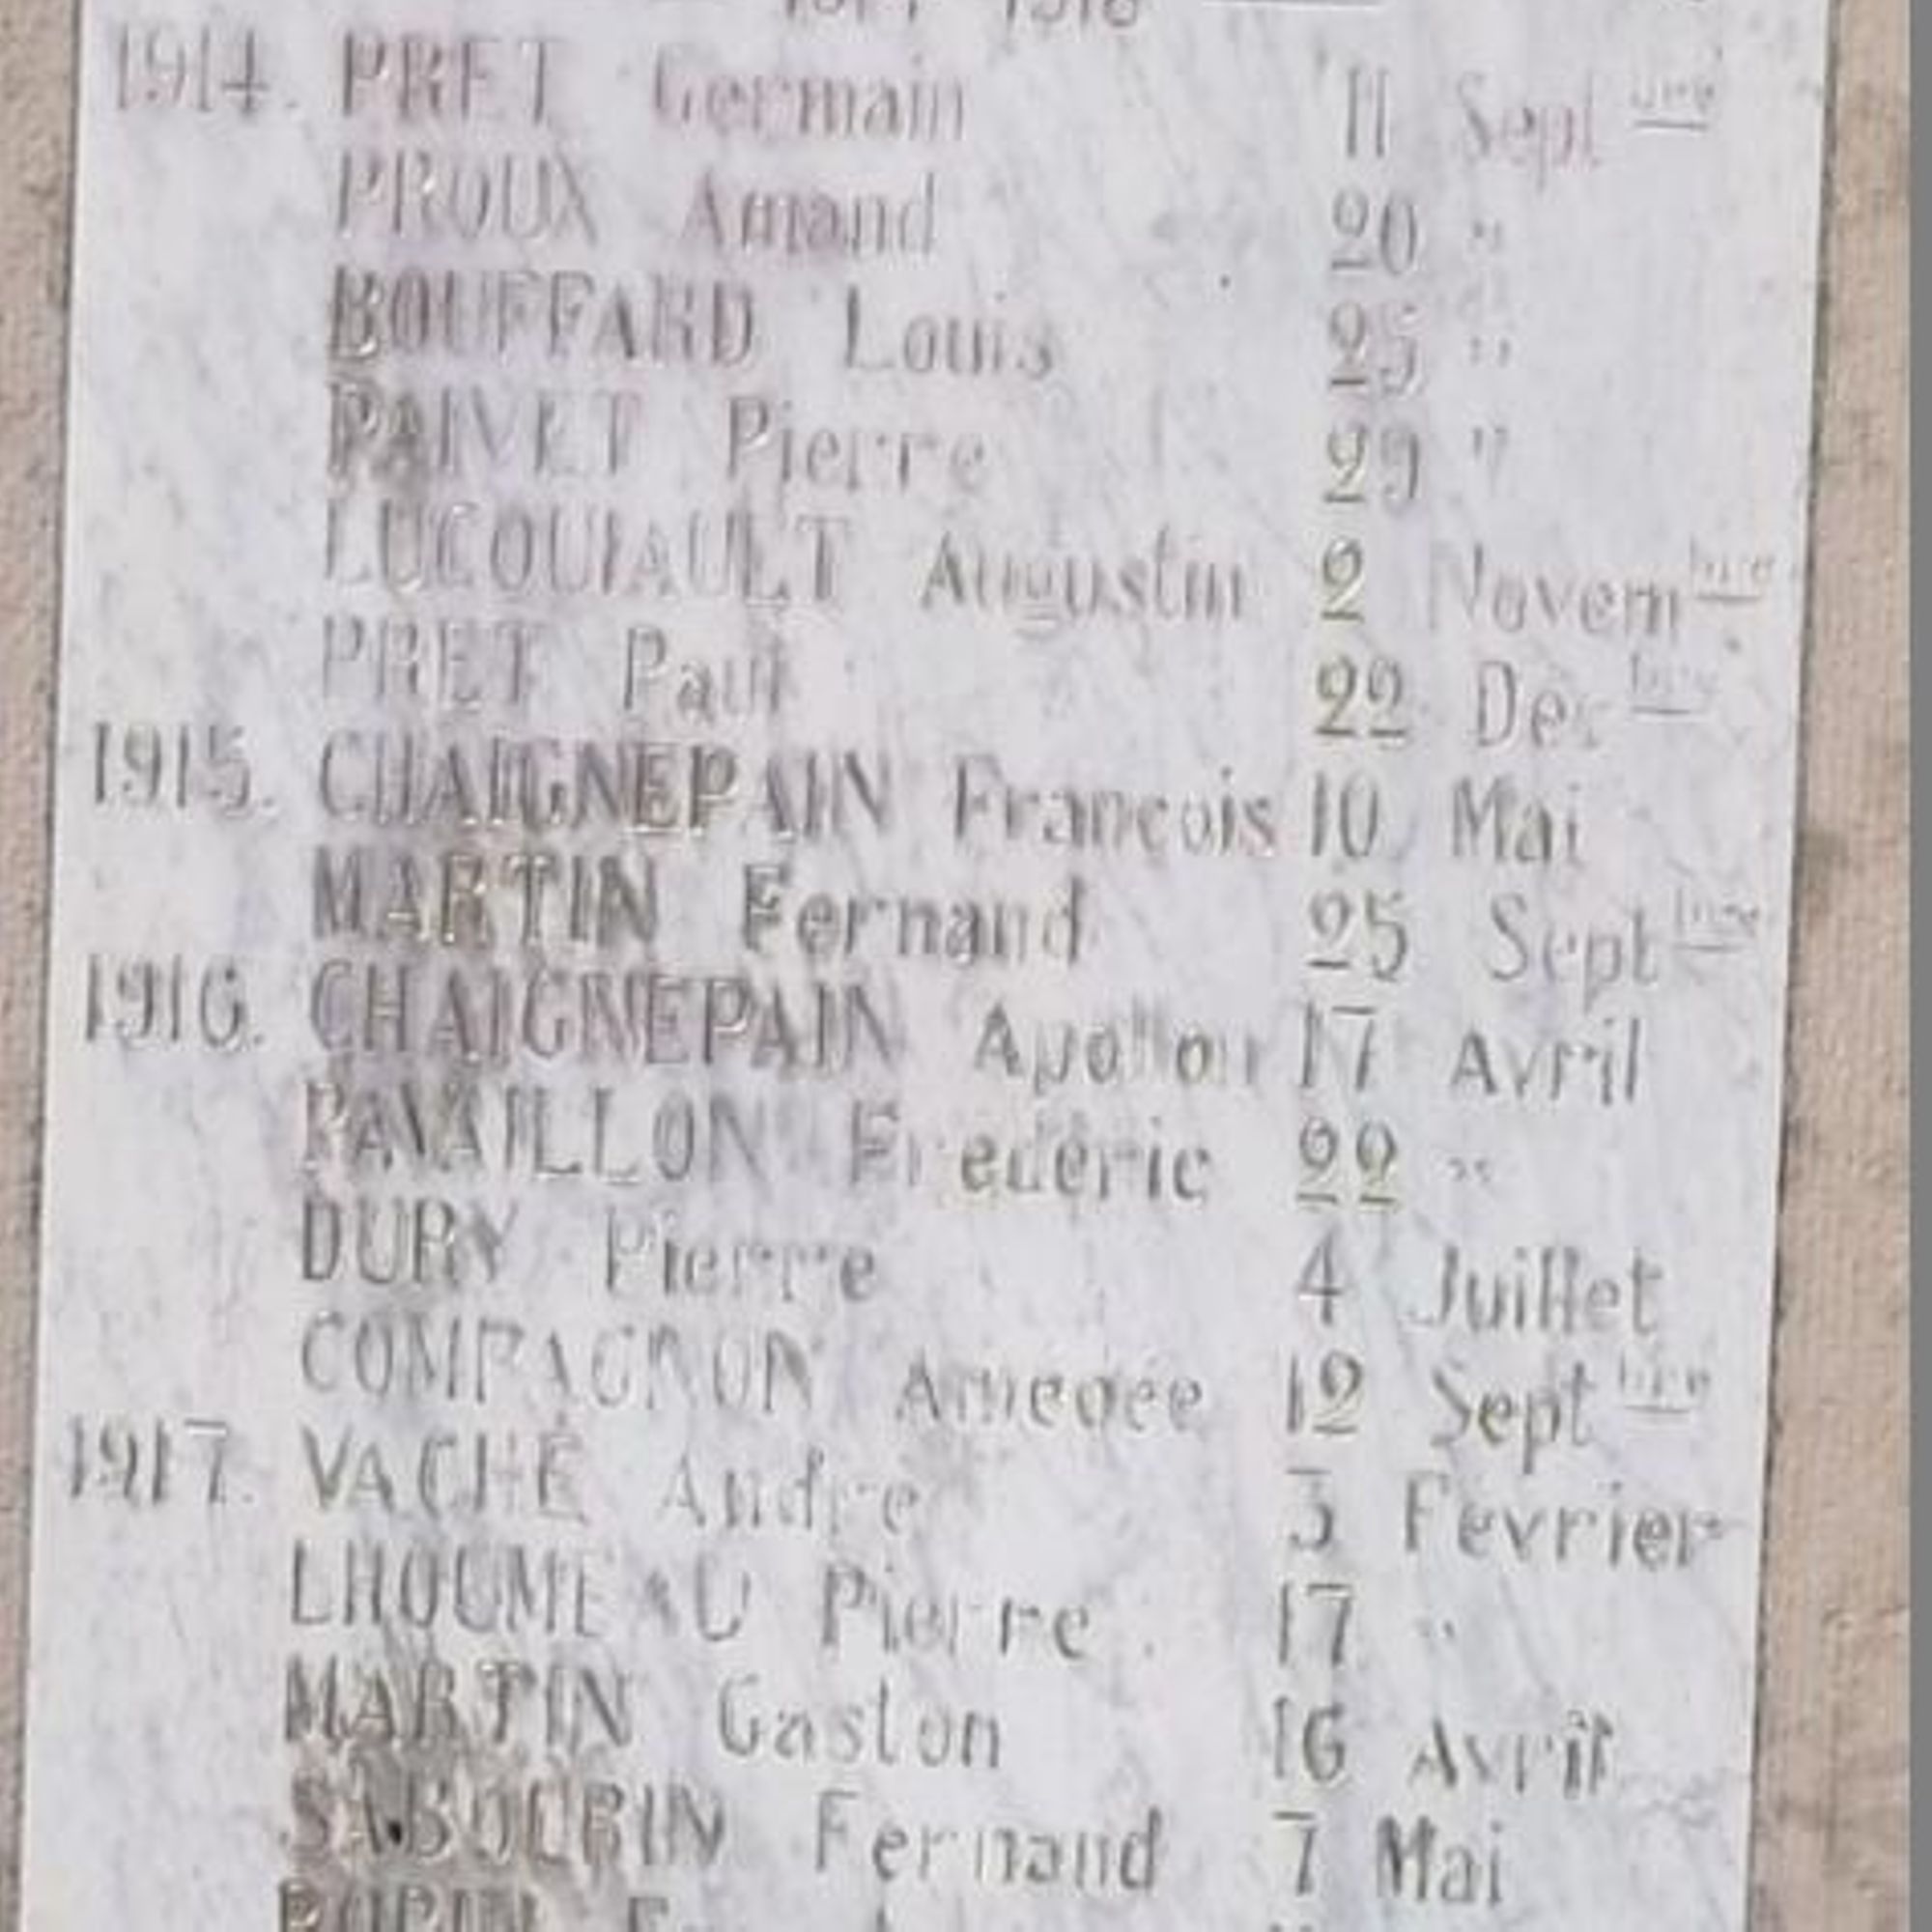 1914 1918
1914. PRET Germain 11 Sept bre
PROUX Amand 20 "
BOUFFARD Louis 25 "
PAIVET Pierre 29 "
LUCQUIAULT Augustin 2 Novem bre
PRET Paul 22 Dec bre
1915. CHAIGNEPAIN François 10 Mai
MARTIN Fernand 25 Sept bre
1916. CHAIGNEPAIN Apollon 17 Avril
PAVAILLON Frédéric 22 "
DURY Pierre 4 Juillet
COMPAGNON Amédée 12 Sept bre
1917. VACHÉ André 3 Février
LHOUMEAU Pierre 17 "
MARTIN Gaston 16 Avril
SABOURIN Fernand 7 Mai